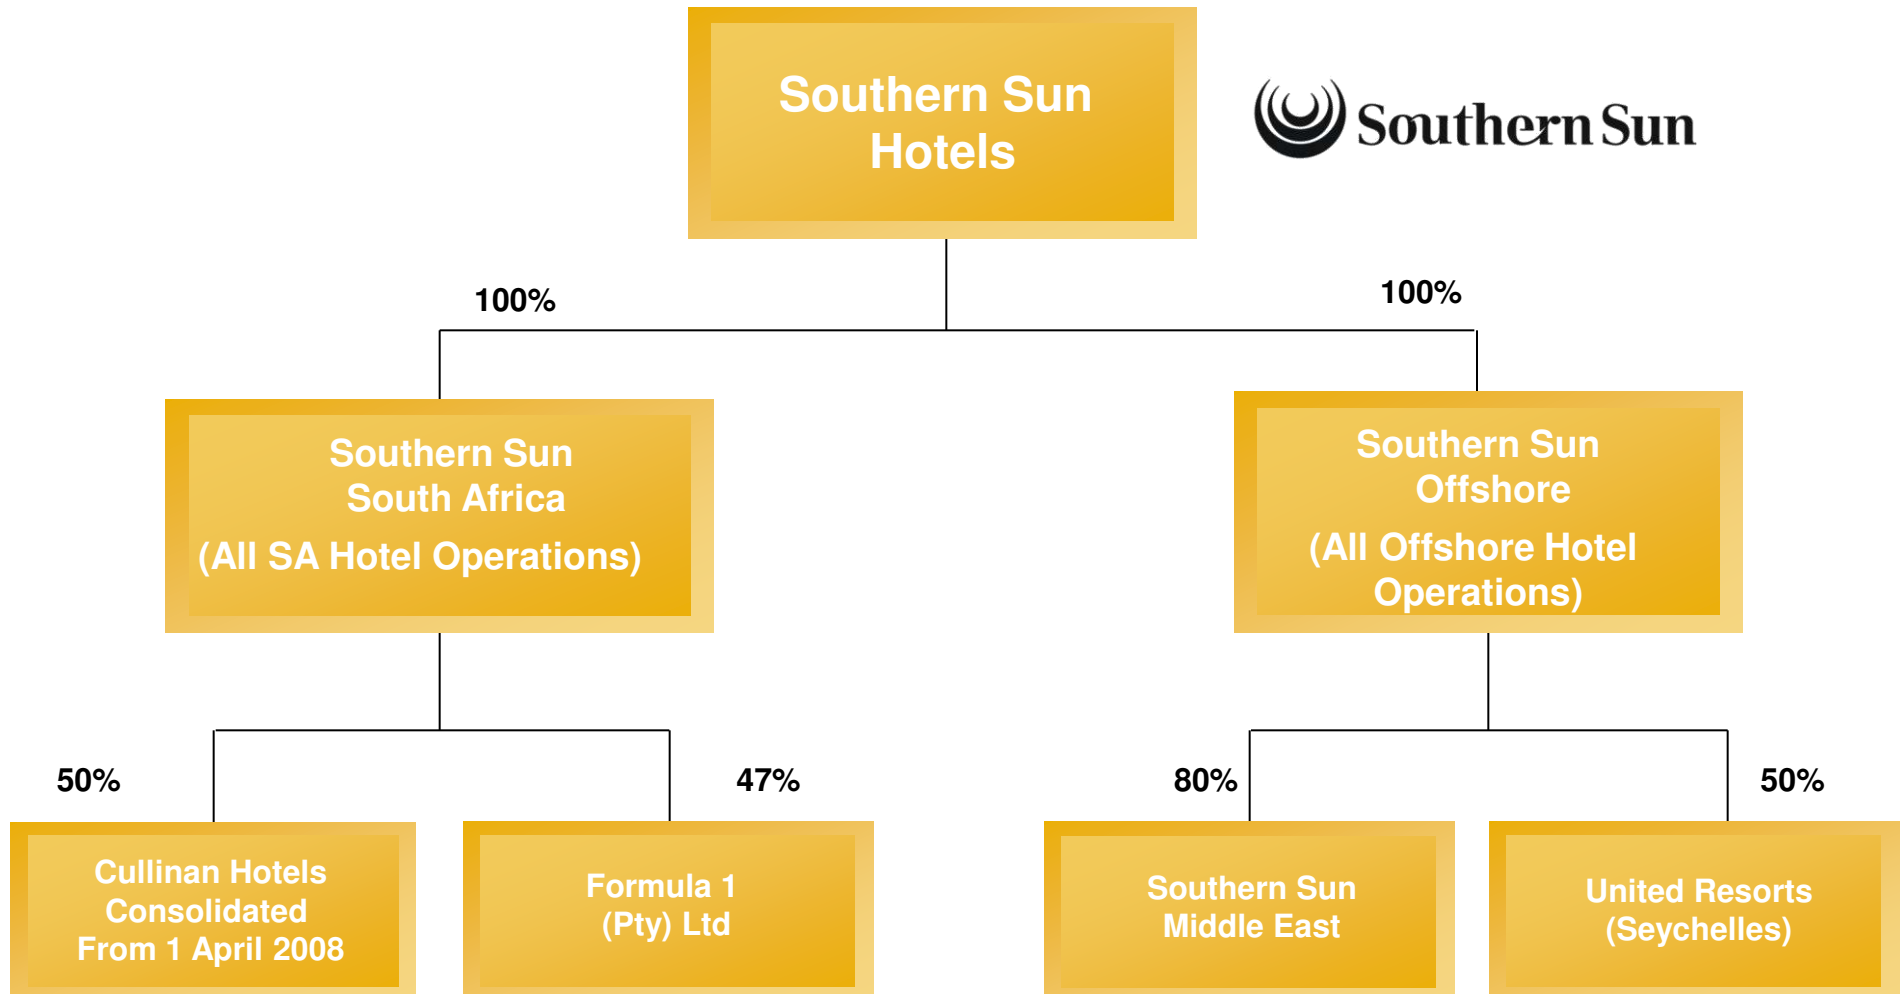 Southern Sun
Hotels
Southern Sun
100%
100%
Southern Sun
South Africa
(All SA Hotel Operations)
Southern Sun
Offshore
(All Offshore Hotel
Operations)
50%
47%
80%
50%
Cullinan Hotels
Consolidated
From 1 April 2008
Formula 1
(Pty) Ltd
Southern Sun
Middle East
United Resorts
(Seychelles)